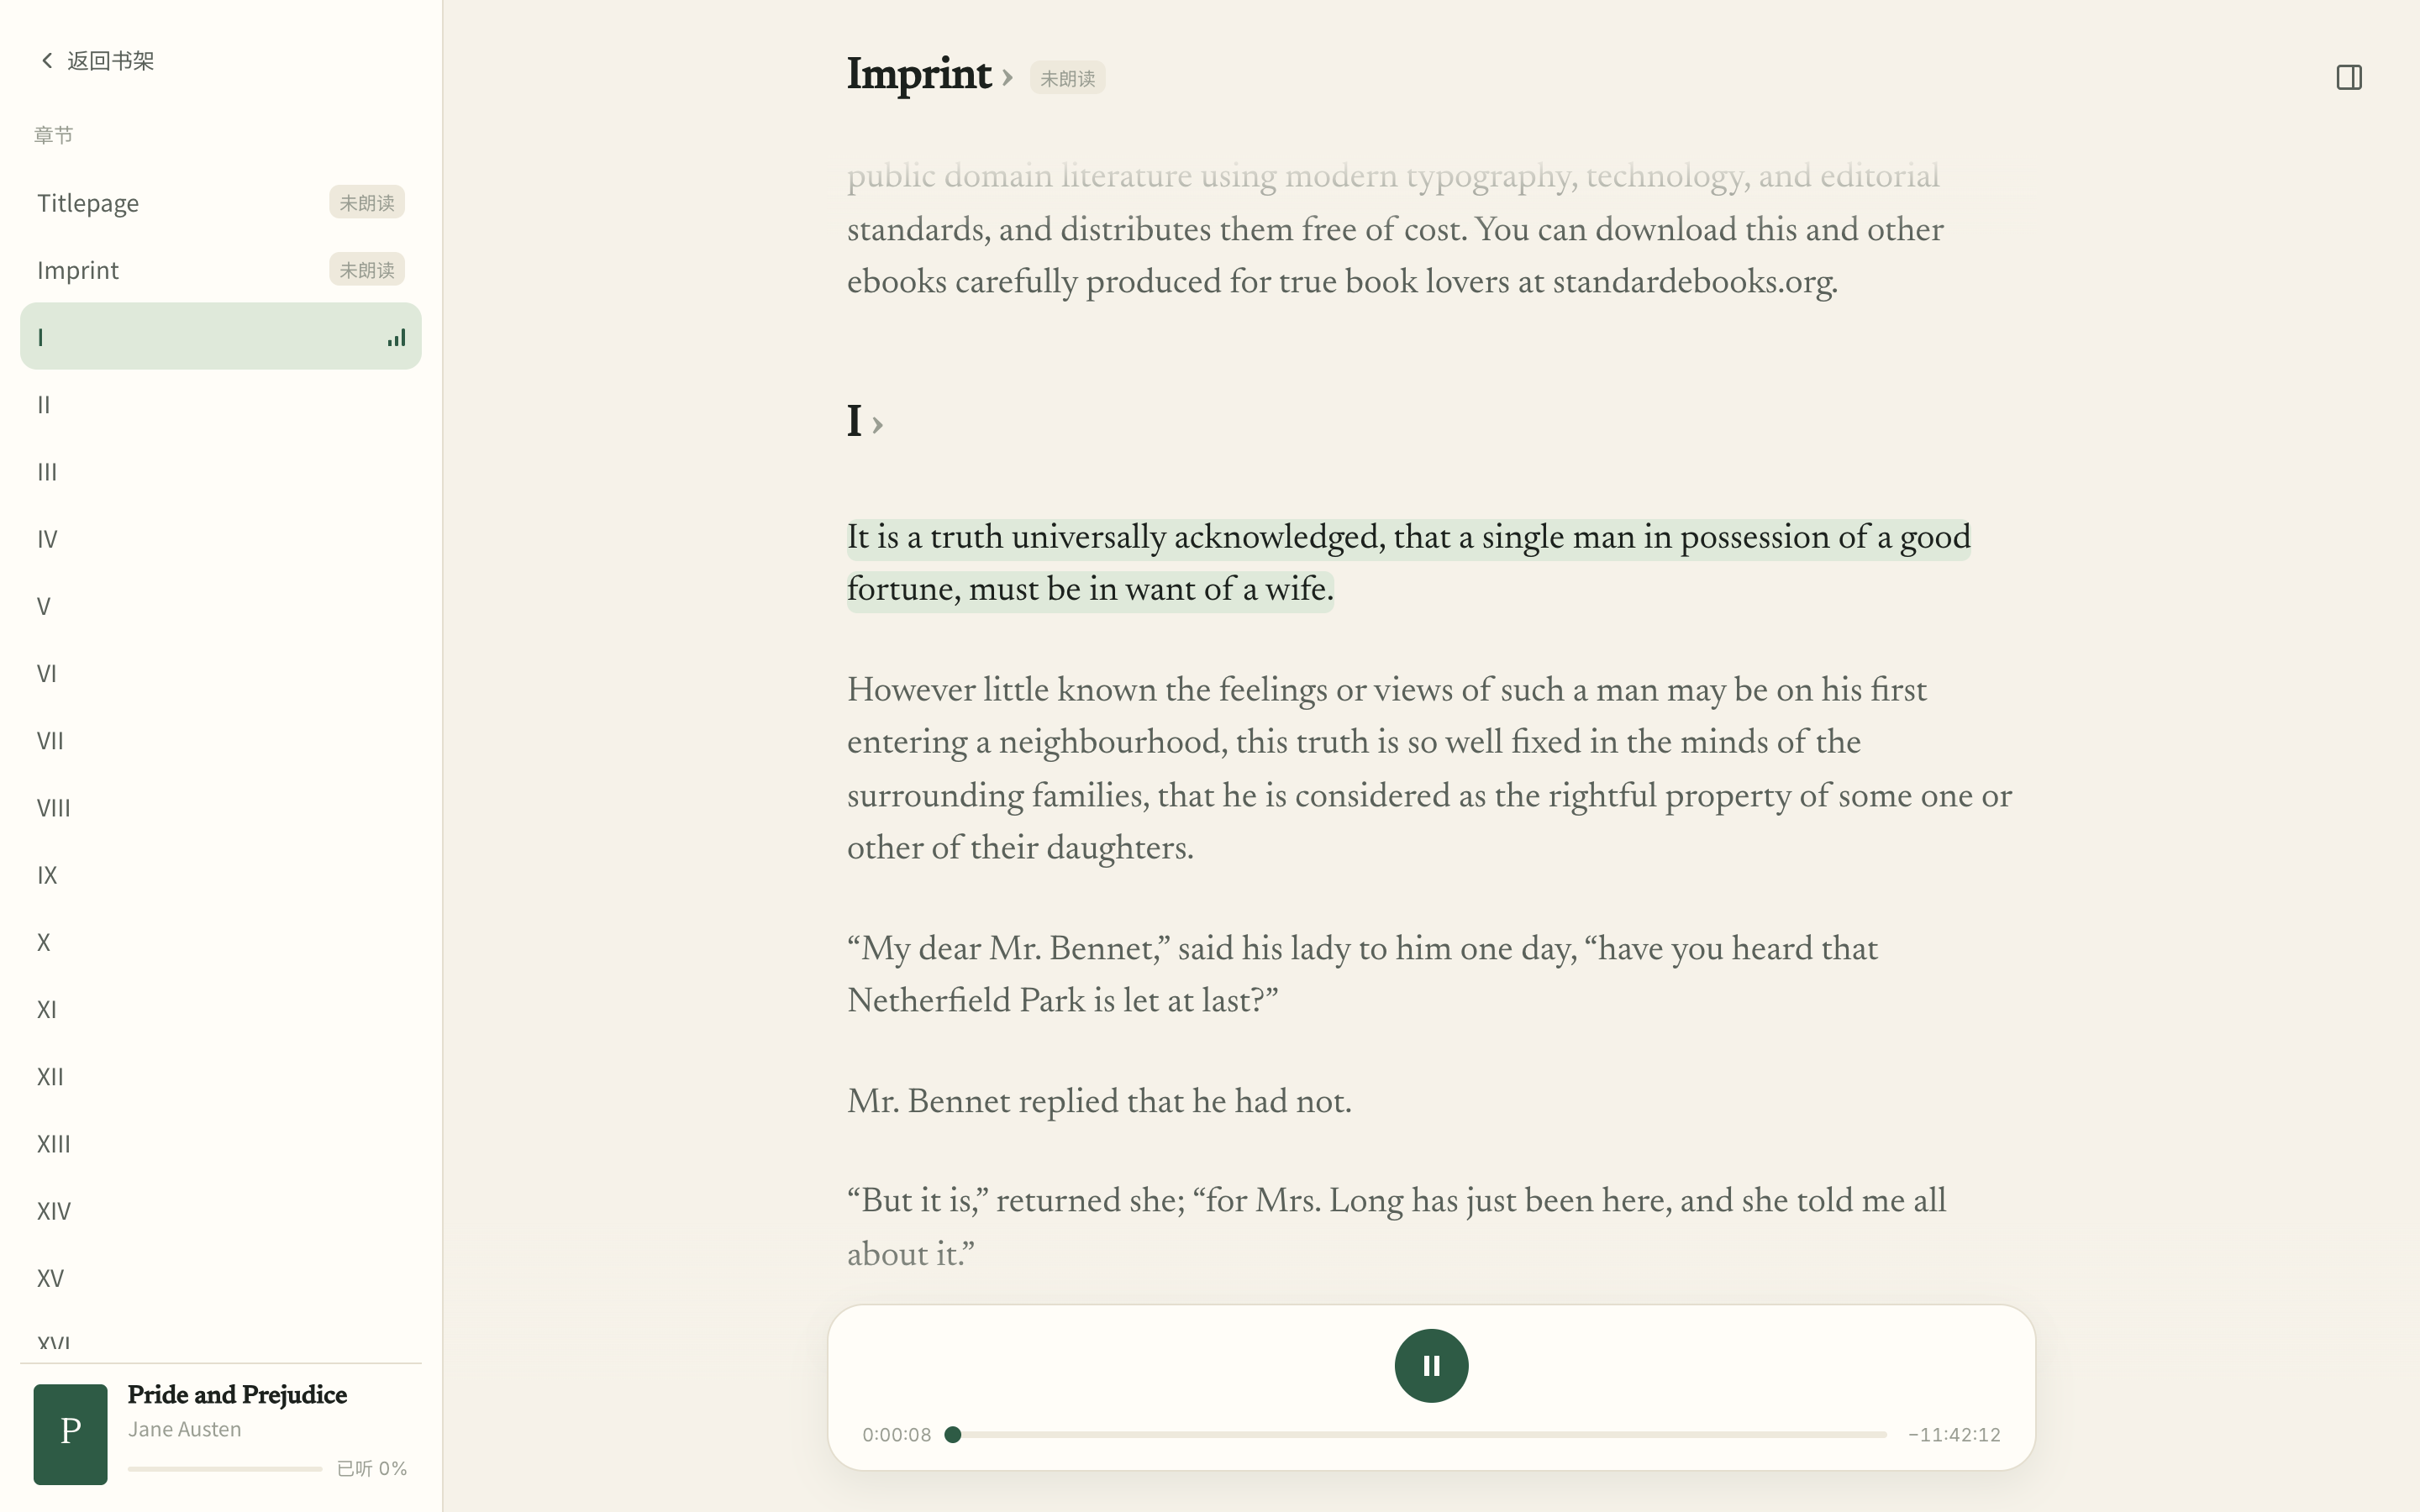 返回书架
章节
Titlepage 未朗读
Imprint 未朗读
I
II
III
IV
V
VI
VII
VIII
IX
X
XI
XII
XIII
XIV
XV
XVI
Pride and Prejudice
P
Jane Austen
已听 0%
Imprint › 未朗读
public domain literature using modern typography, technology, and editorial
standards, and distributes them free of cost. You can download this and other
ebooks carefully produced for true book lovers at standardebooks.org.
I ›
It is a truth universally acknowledged, that a single man in possession of a good
fortune, must be in want of a wife.
However little known the feelings or views of such a man may be on his first
entering a neighbourhood, this truth is so well fixed in the minds of the
surrounding families, that he is considered as the rightful property of some one or
other of their daughters.
“My dear Mr. Bennet,” said his lady to him one day, “have you heard that
Netherfield Park is let at last?”
Mr. Bennet replied that he had not.
“But it is,” returned she; “for Mrs. Long has just been here, and she told me all
about it.”
0:00:08 −11:42:12